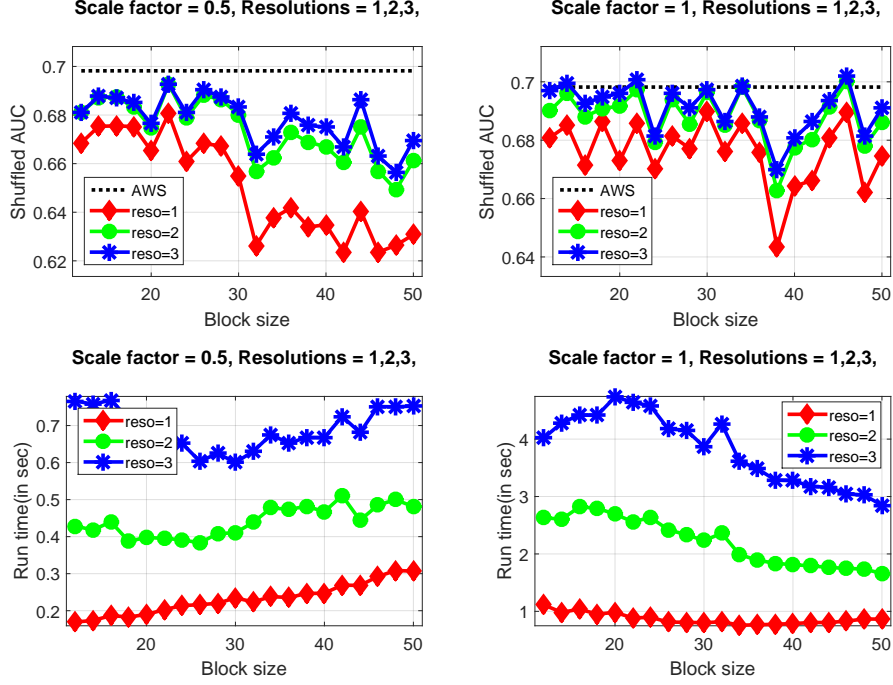 Scale factor = 0.5, Resolutions = 1,2,3,
0.7
0.68
0.66
0.64
0.62
Shuffled AUC
AWS
reso=1
reso=2
reso=3
20
30
40
50
Block size
Scale factor = 1, Resolutions = 1,2,3,
0.7
0.68
0.66
0.64
Shuffled AUC
AWS
reso=1
reso=2
reso=3
20
30
40
50
Block size
Scale factor = 0.5, Resolutions = 1,2,3,
0.7
0.6
0.5
0.4
0.3
0.2
Run time(in sec)
reso=1
reso=2
reso=3
20
30
40
50
Block size
Scale factor = 1, Resolutions = 1,2,3,
4
3
2
1
Run time(in sec)
reso=1
reso=2
reso=3
20
30
40
50
Block size